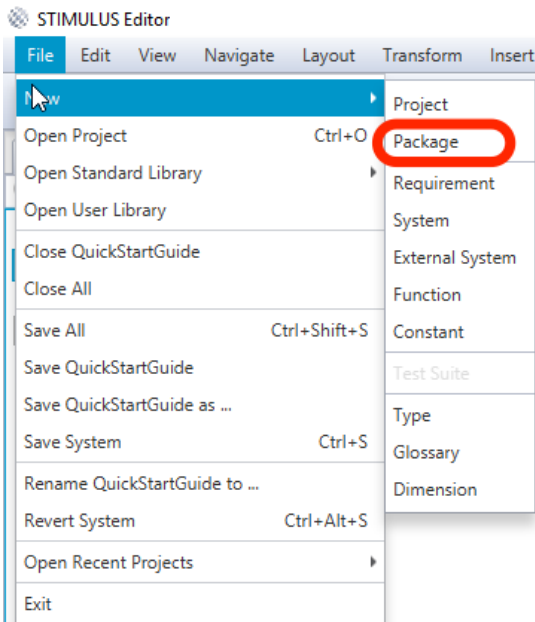 STIMULUS Editor
File Edit View Navigate Layout Transform Insert
New
Open Project Ctrl+O
Open Standard Library
Open User Library
Close QuickStartGuide
Close All
Save All Ctrl+Shift+S
Save QuickStartGuide
Save QuickStartGuide as ...
Save System Ctrl+S
Rename QuickStartGuide to ...
Revert System Ctrl+Alt+S
Open Recent Projects
Exit
Project
Package
Requirement
System
External System
Function
Constant
Test Suite
Type
Glossary
Dimension